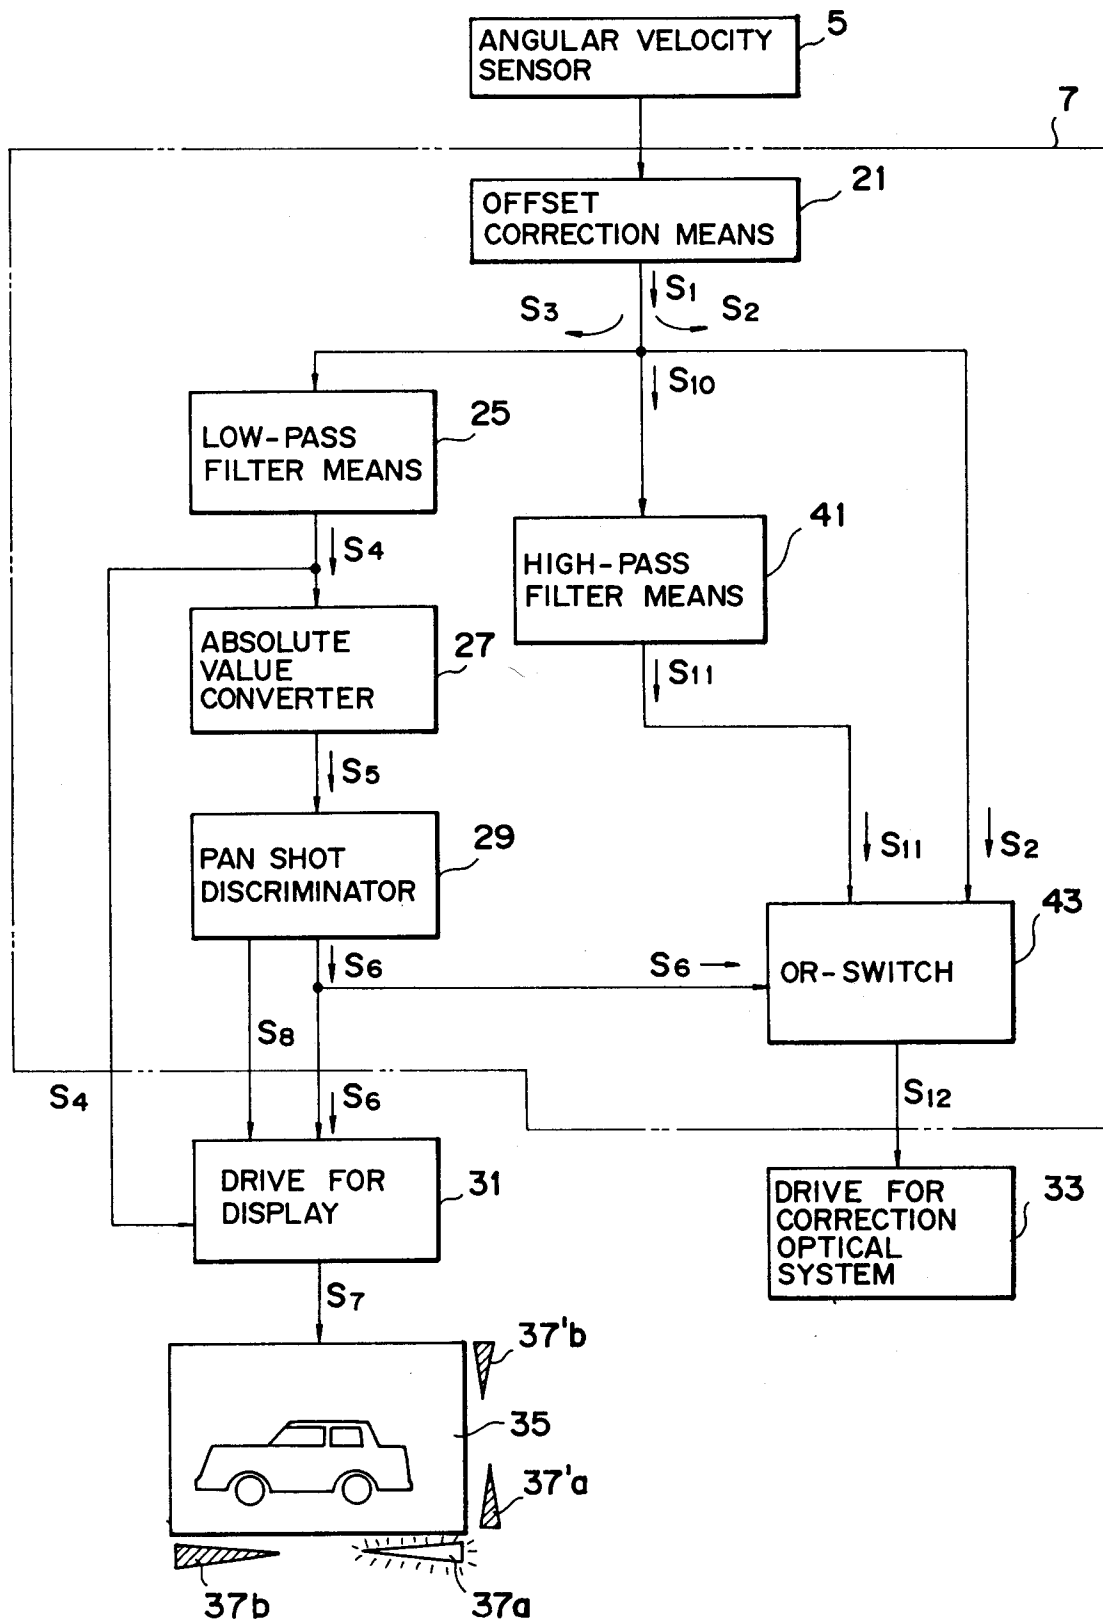 5
ANGULAR VELOCITY
SENSOR
7
21
OFFSET
CORRECTION MEANS
S1
S3
S2
S10
25
LOW-PASS
FILTER MEANS
41
S4
HIGH-PASS
FILTER MEANS
27
ABSOLUTE
VALUE
CONVERTER
S11
S5
29
S11
S2
PAN SHOT
DISCRIMINATOR
43
S6
S6
OR-SWITCH
S8
S4
S6
S12
31
DRIVE FOR
DISPLAY
33
DRIVE FOR
CORRECTION
OPTICAL
SYSTEM
S7
37'b
35
37'a
37b
37a